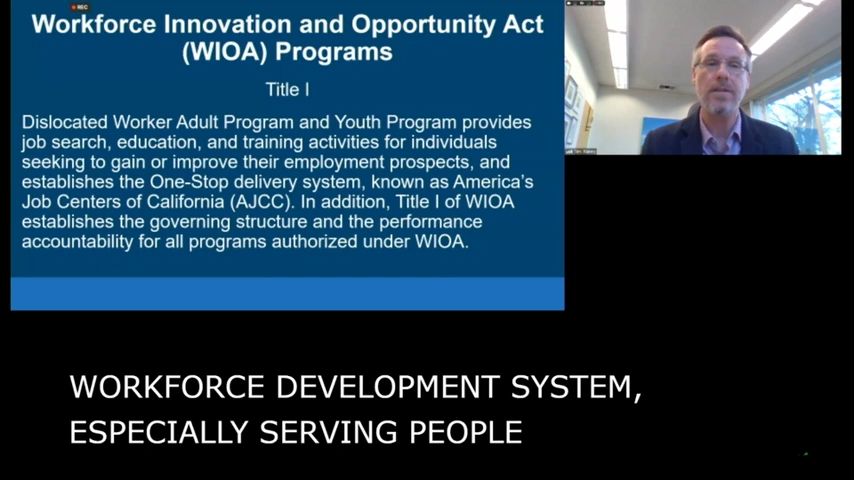 REC
Workforce Innovation and Opportunity Act
(WIOA) Programs
Title I
Dislocated Worker Adult Program and Youth Program provides
job search, education, and training activities for individuals
seeking to gain or improve their employment prospects, and
establishes the One-Stop delivery system, known as America's
Job Centers of California (AJCC). In addition, Title I of WIOA
establishes the governing structure and the performance
accountability for all programs authorized under WIOA.
WORKFORCE DEVELOPMENT SYSTEM,
ESPECIALLY SERVING PEOPLE